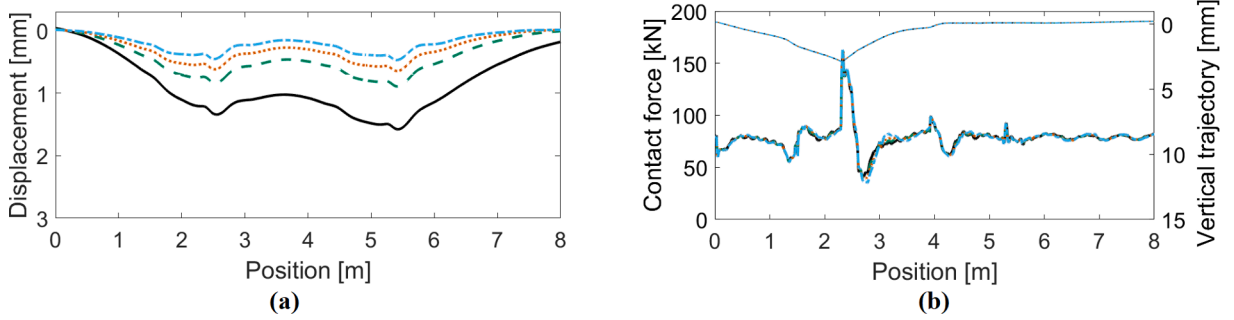 0
1
2
3
Displacement [mm]
0 1 2 3 4 5 6 7 8
Position [m]
(a)
200
150
100
50
0
Contact force [kN]
0
5
10
15
Vertical trajectory [mm]
0 1 2 3 4 5 6 7 8
Position [m]
(b)